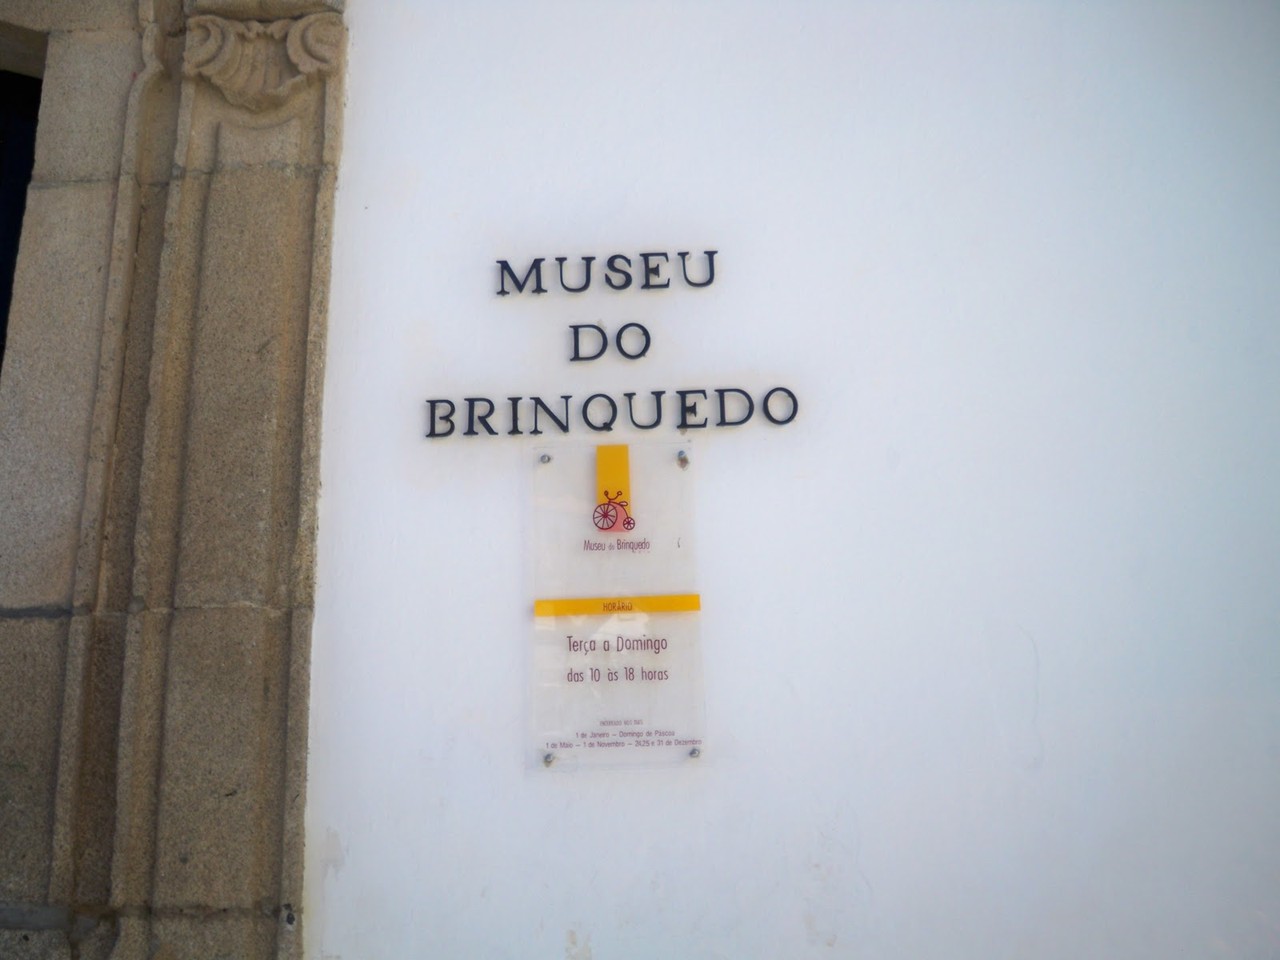 MUSEU
DO
BRINQUEDO
Museu do Brinquedo
HORÁRIO
Terça a Domingo
das 10 às 18 horas
1 de Janeiro – Domingo de Páscoa
1 de Maio – 1 de Novembro – 24,25 e 31 de Dezembro